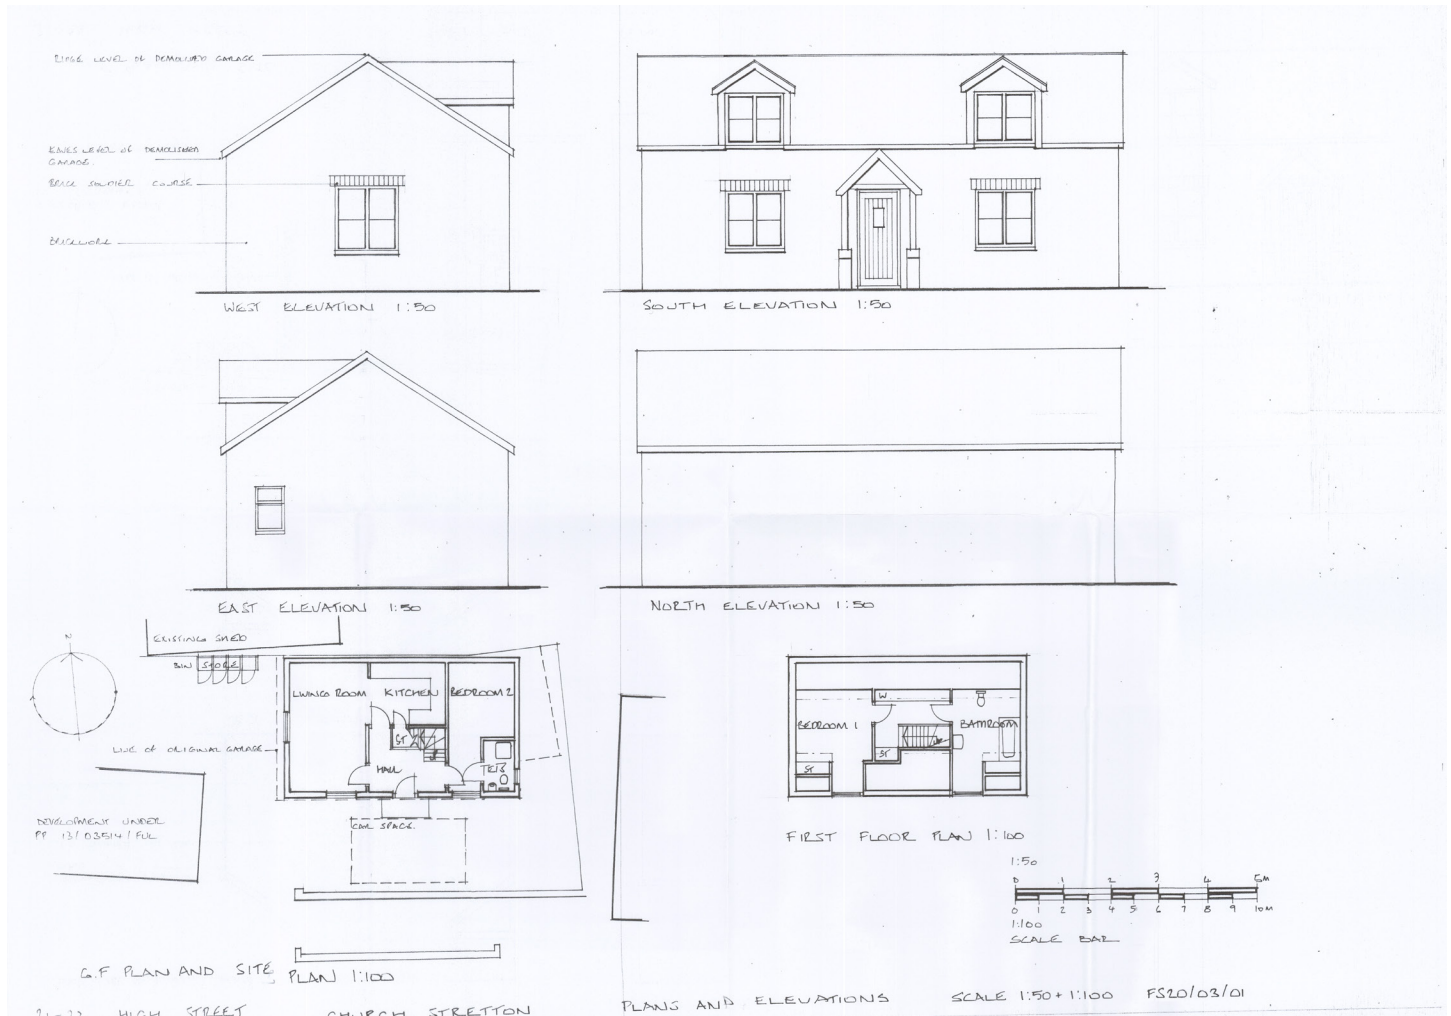 RIDGE LEVEL OF DEMOLISHED GARAGE
EAVES LEVEL OF DEMOLISHED
GARAGE.
BRICK SOLDIER COURSE
BRICKWORK
WEST ELEVATION 1:50
SOUTH ELEVATION 1:50
EAST ELEVATION 1:50
NORTH ELEVATION 1:50
N
EXISTING SHED
BIN STORE
LIVING ROOM
KITCHEN
BEDROOM 2
ST
HALL
LINE OF ORIGINAL GARAGE
CAR SPACE.
DEVELOPMENT UNDER
PP 13/03514/FUL
W
BEDROOM 1
BATHROOM
ST
ST
FIRST FLOOR PLAN 1:100
1:50
0 1 2 3 4 5M
0 1 2 3 4 5 6 7 8 9 10M
1:100
SCALE BAR
G.F PLAN AND SITE PLAN 1:100
HIGH STREET CHURCH STRETTON
PLANS AND ELEVATIONS SCALE 1:50 + 1:100 FS20/03/01